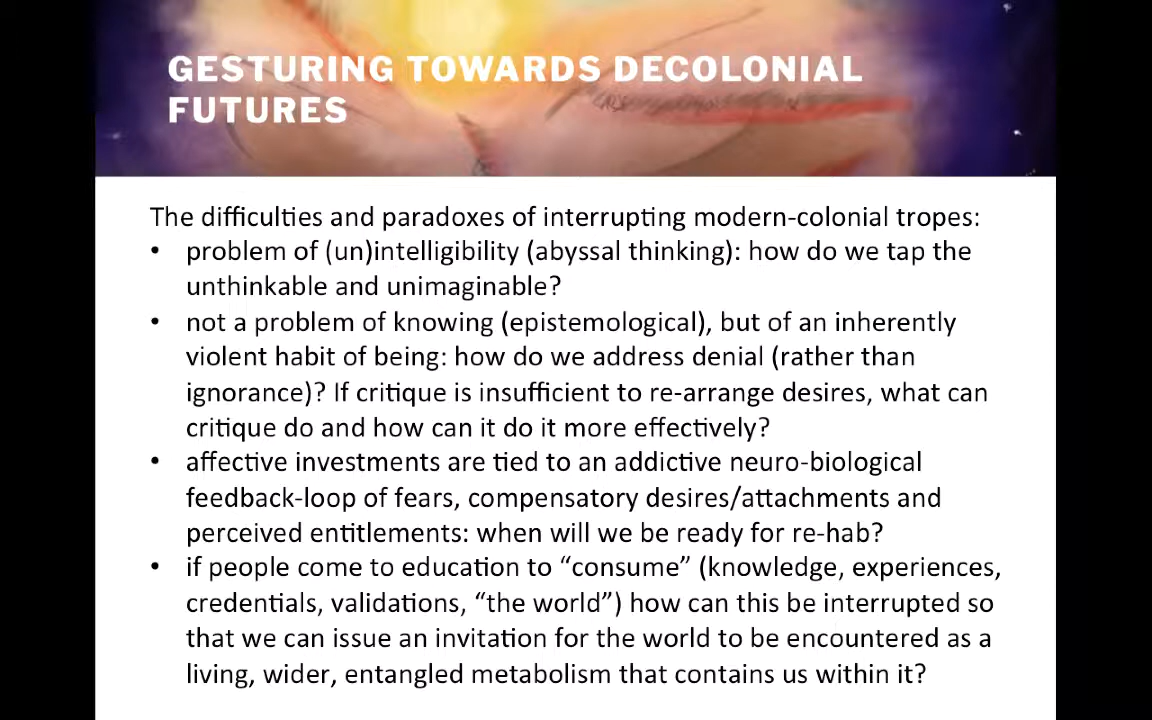 GESTURING TOWARDS DECOLONIAL
FUTURES
The difficulties and paradoxes of interrupting modern-colonial tropes:
• problem of (un)intelligibility (abyssal thinking): how do we tap the
unthinkable and unimaginable?
• not a problem of knowing (epistemological), but of an inherently
violent habit of being: how do we address denial (rather than
ignorance)? If critique is insufficient to re-arrange desires, what can
critique do and how can it do it more effectively?
• affective investments are tied to an addictive neuro-biological
feedback-loop of fears, compensatory desires/attachments and
perceived entitlements: when will we be ready for re-hab?
• if people come to education to “consume” (knowledge, experiences,
credentials, validations, “the world”) how can this be interrupted so
that we can issue an invitation for the world to be encountered as a
living, wider, entangled metabolism that contains us within it?